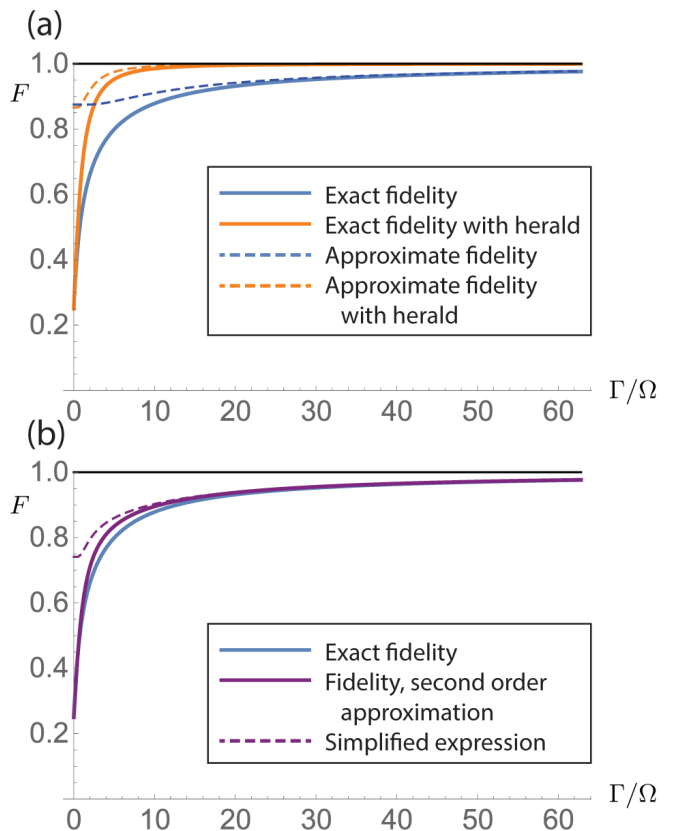 (a)
1.0
F
0.8
0.6
0.4
0.2
Exact fidelity
Exact fidelity with herald
Approximate fidelity
Approximate fidelity
with herald
0 10 20 30 40 50 60 Γ/Ω
(b)
1.0
F
0.8
0.6
0.4
0.2
Exact fidelity
Fidelity, second order
approximation
Simplified expression
0 10 20 30 40 50 60 Γ/Ω